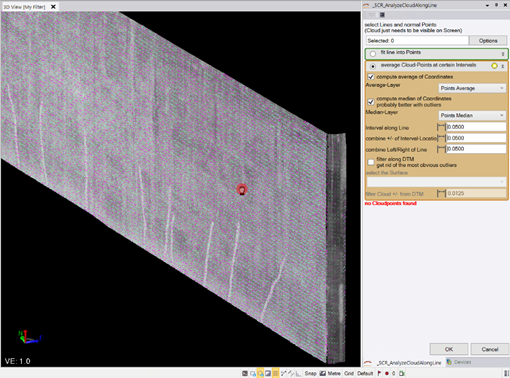 3D View [My Filter]
_SCR_AnalyzeCloudAlongLine
select Lines and normal Points
(Cloud just needs to be visible on Screen)
Selected: 0
Options
fit line into Points
average Cloud-Points at certain Intervals
compute average of Coordinates
Average-Layer
Points Average
compute median of Coordinates
probably better with outliers
Median-Layer
Points Median
Interval along Line
0.0500
combine +/- of Interval-Locatio
0.0500
combine Left/Right of Line
0.0500
filter along DTM
get rid of the most obvious outliers
select the Surface
filter Cloud +/- from DTM
0.0125
no Cloudpoints found
OK
Cancel
VE: 1.0
_SCR_AnalyzeCloudAlongLine
Devices
Snap
Metre
Grid
Default
0